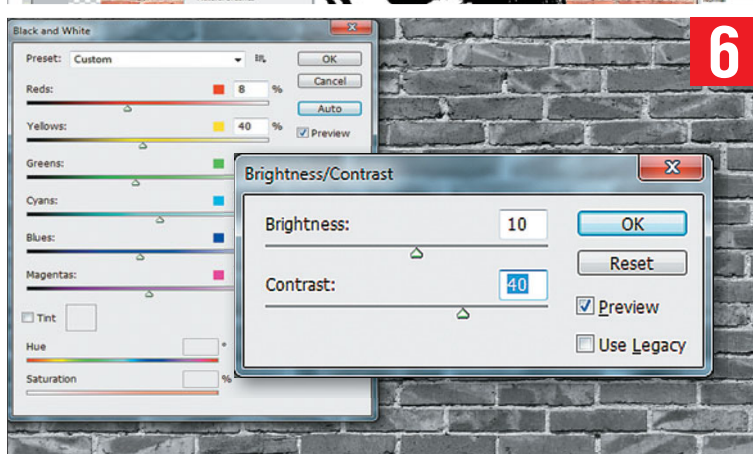 6
Black and White
Preset: Custom
OK
Reds: 8 %
Cancel
Auto
Yellows: 40 %
Preview
Greens:
Cyans:
Blues:
Magentas:
Tint
Hue °
Saturation %
Brightness/Contrast
Brightness: 10
OK
Reset
Contrast: 40
Preview
Use Legacy